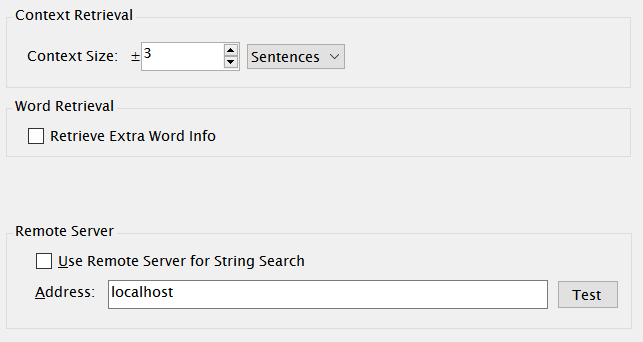 Context Retrieval
Context Size: ±3 Sentences
Word Retrieval
Retrieve Extra Word Info
Remote Server
Use Remote Server for String Search
Address: localhost Test